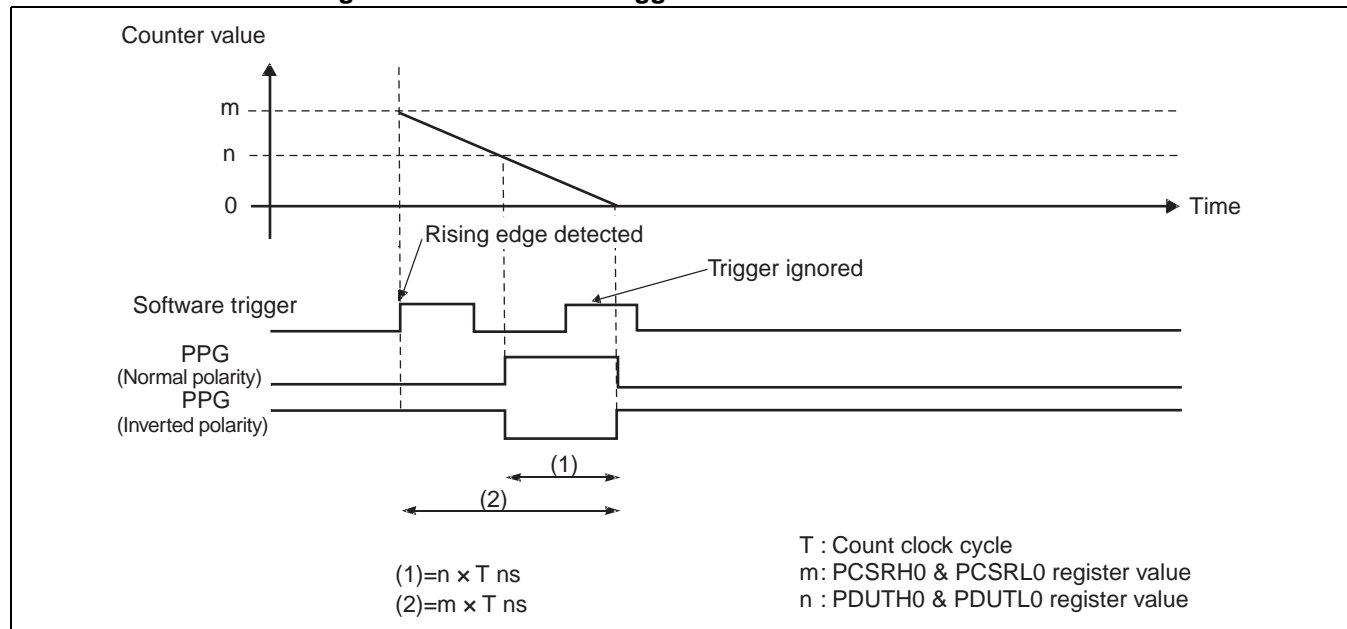 Counter value
m
n
0
Time
Rising edge detected
Trigger ignored
Software trigger
PPG
(Normal polarity)
PPG
(Inverted polarity)
(1)
(2)
(1)=n × T ns
(2)=m × T ns
T : Count clock cycle
m: PCSRH0 & PCSRL0 register value
n : PDUTH0 & PDUTL0 register value